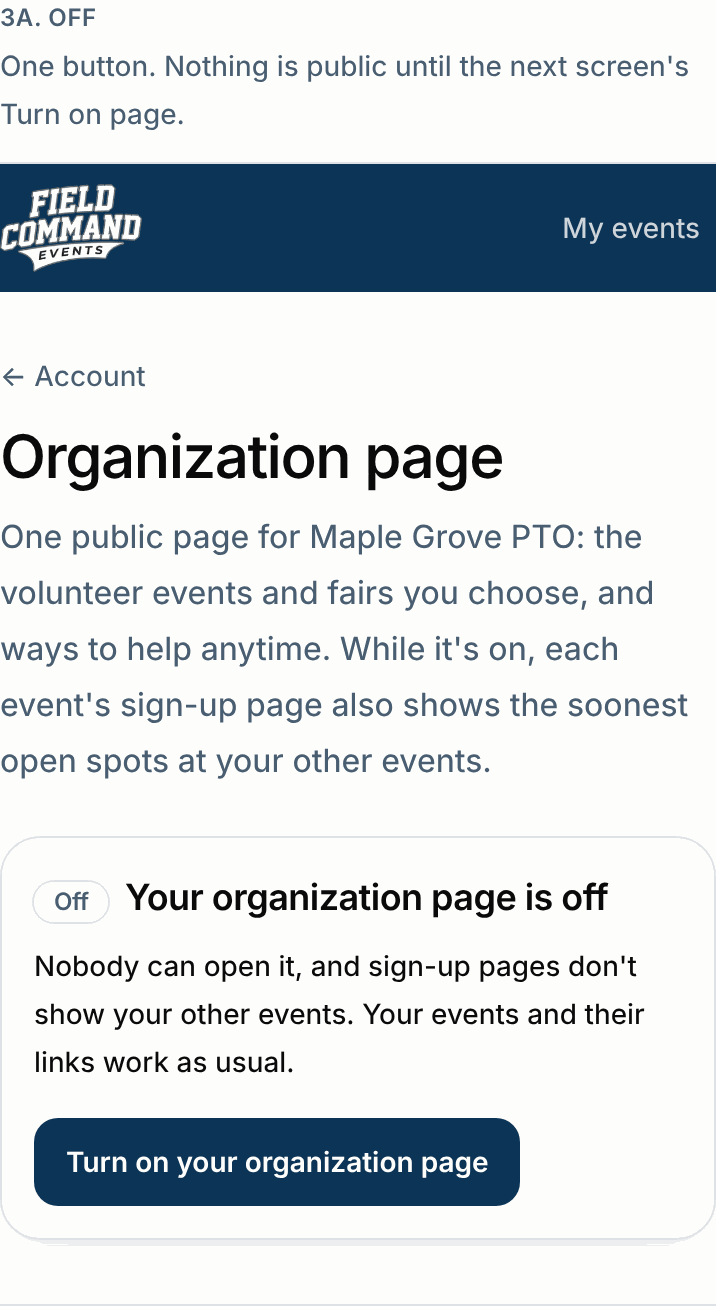 3A. OFF
One button. Nothing is public until the next screen's
Turn on page.
FIELD
COMMAND
EVENTS
My events
← Account
Organization page
One public page for Maple Grove PTO: the
volunteer events and fairs you choose, and
ways to help anytime. While it's on, each
event's sign-up page also shows the soonest
open spots at your other events.
Off
Your organization page is off
Nobody can open it, and sign-up pages don't
show your other events. Your events and their
links work as usual.
Turn on your organization page